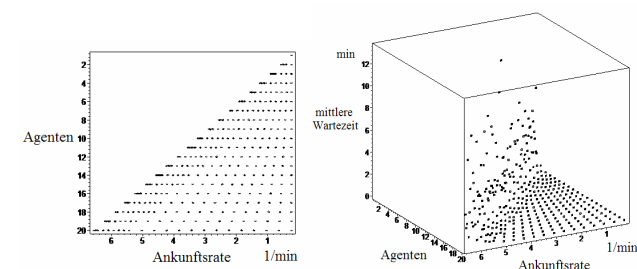 2
4
6
8
Agenten 10
12
14
16
18
20
6 5 4 3 2 1 1/min
Ankunftsrate
min
12
10
mittlere
Wartezeit
8
6
4
2
0
2 4 6 8 10 12 14 16 18 20
Agenten
6 5 4 3 2 1 1/min
Ankunftsrate